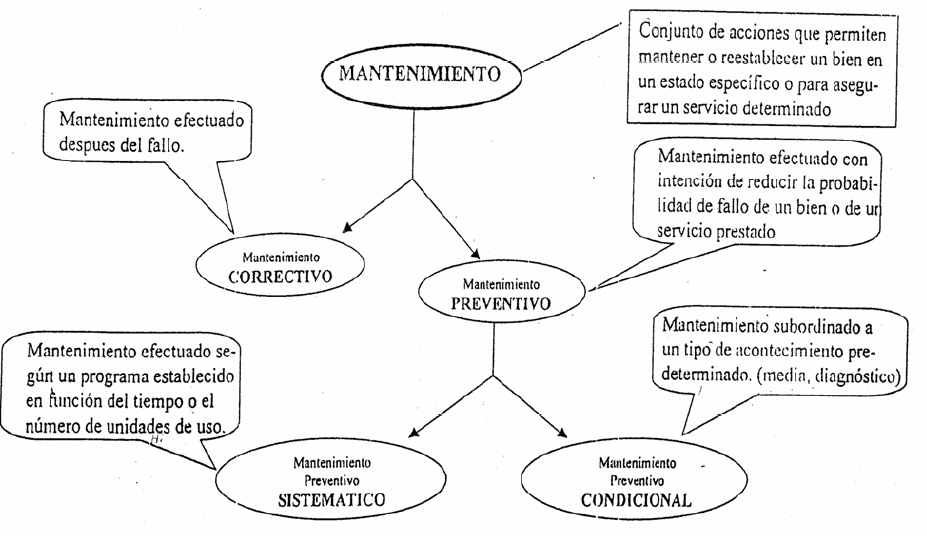 MANTENIMIENTO
Conjunto de acciones que permiten
mantener o reestablecer un bien en
un estado específico o para asegu-
rar un servicio determinado
Mantenimiento efectuado
despues del fallo.
Mantenimiento efectuado con
intención de reducir la probabi-
lidad de fallo de un bien o de un
servicio prestado
Mantenimiento
CORRECTIVO
Mantenimiento
PREVENTIVO
Mantenimiento efectuado se-
gún un programa establecido
en función del tiempo o el
número de unidades de uso.
Mantenimiento subordinado a
un tipo de acontecimiento pre-
determinado. (media, diagnóstico)
Mantenimiento
Preventivo
SISTEMATICO
Mantenimiento
Preventivo
CONDICIONAL